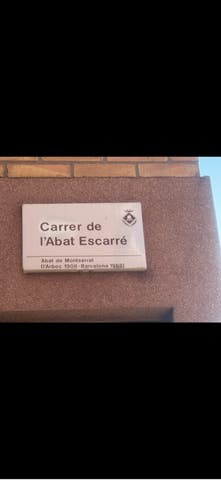 Carrer de
l'Abat Escarré
Abat de Montserrat
(L'Arboç 1908-Barcelona 1968)